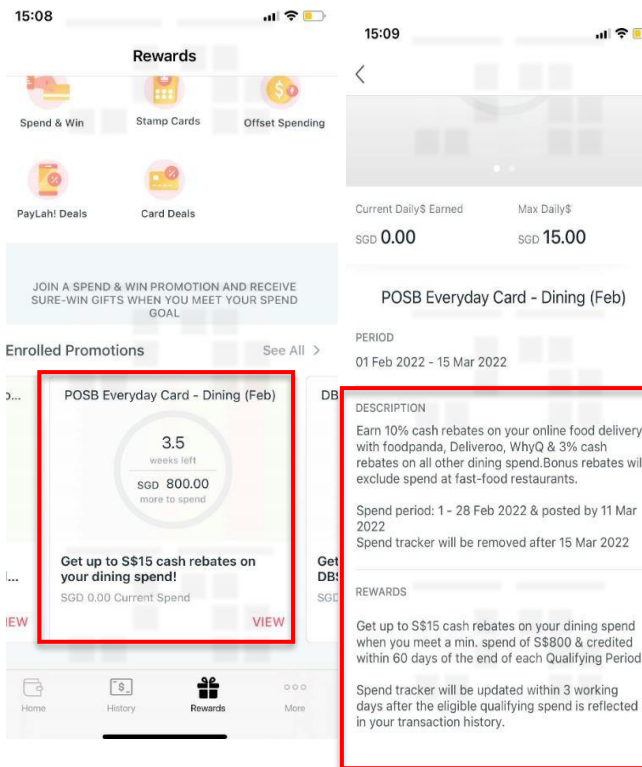 15:08
Rewards
Spend & Win
Stamp Cards
Offset Spending
PayLah! Deals
Card Deals
JOIN A SPEND & WIN PROMOTION AND RECEIVE
SURE-WIN GIFTS WHEN YOU MEET YOUR SPEND
GOAL
Enrolled Promotions
See All >
POSB Everyday Card - Dining (Feb)
3.5
weeks left
SGD 800.00
more to spend
Get up to S$15 cash rebates on
your dining spend!
SGD 0.00 Current Spend
VIEW
Home
History
Rewards
More
15:09
Current Daily$ Earned
Max Daily$
SGD 0.00
SGD 15.00
POSB Everyday Card - Dining (Feb)
PERIOD
01 Feb 2022 - 15 Mar 2022
DESCRIPTION
Earn 10% cash rebates on your online food delivery
with foodpanda, Deliveroo, WhyQ & 3% cash
rebates on all other dining spend.Bonus rebates wil
exclude spend at fast-food restaurants.
Spend period: 1 - 28 Feb 2022 & posted by 11 Mar
2022
Spend tracker will be removed after 15 Mar 2022
REWARDS
Get up to S$15 cash rebates on your dining spend
when you meet a min. spend of S$800 & credited
within 60 days of the end of each Qualifying Period
Spend tracker will be updated within 3 working
days after the eligible qualifying spend is reflected
in your transaction history.